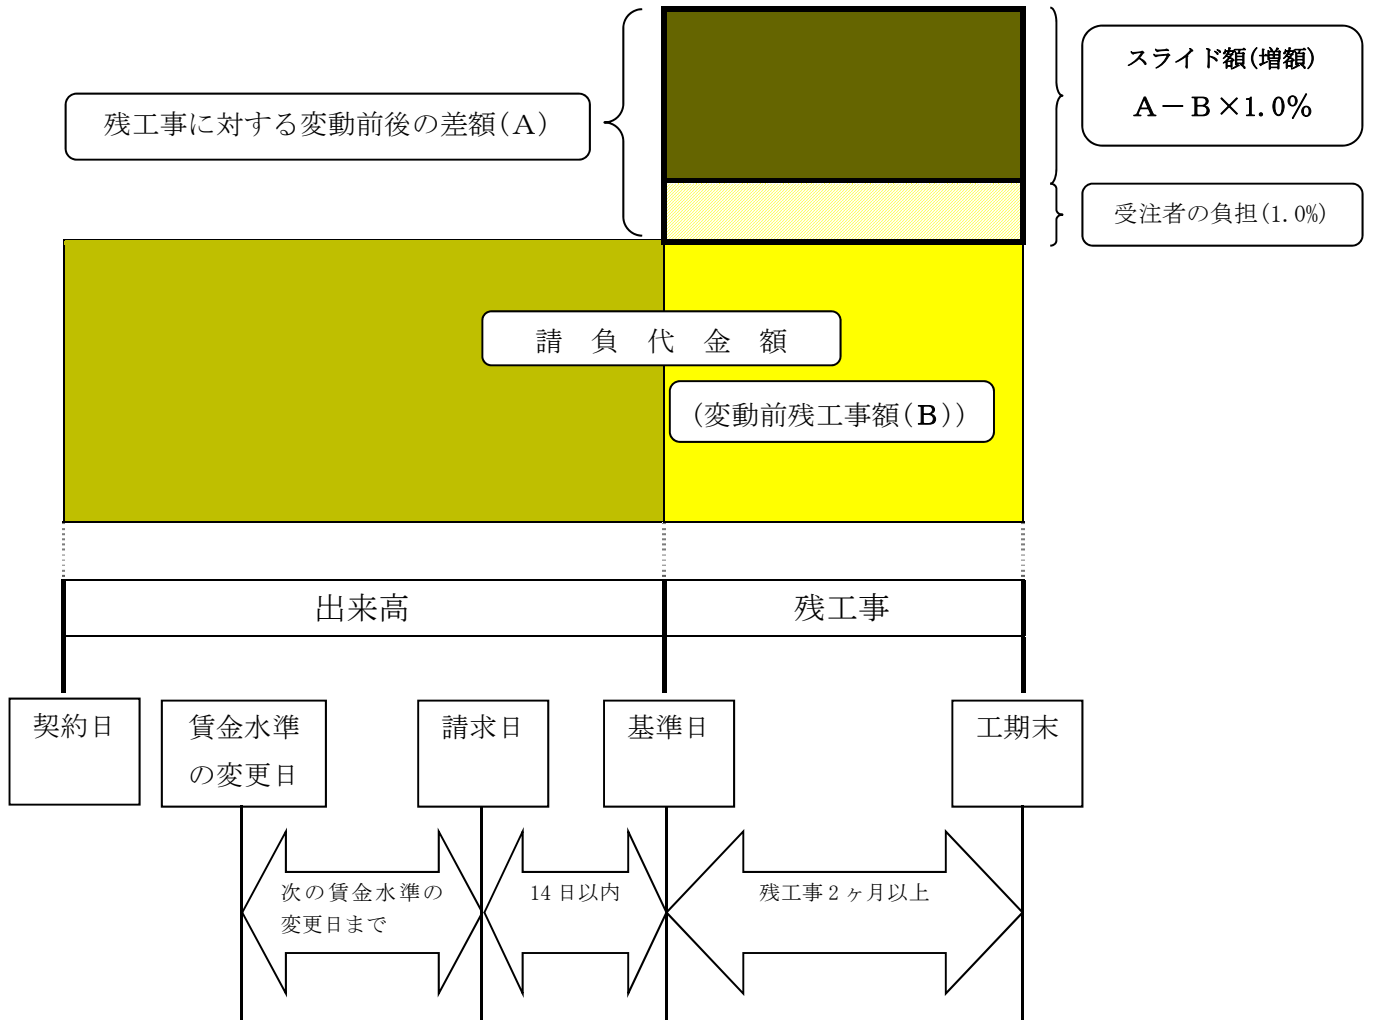 スライド額(増額)
A－B×1.0%
残工事に対する変動前後の差額(A)
受注者の負担(1.0%)
請負代金額
(変動前残工事額(B))
出来高
残工事
契約日
賃金水準
の変更日
請求日
基準日
工期末
次の賃金水準の
変更日まで
14日以内
残工事2ヶ月以上